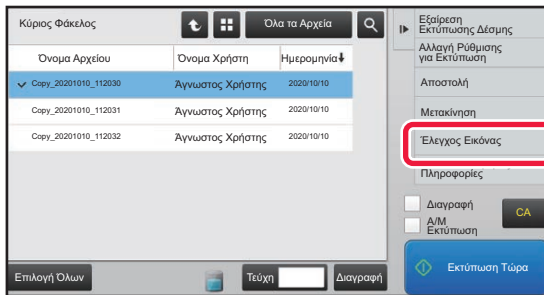 Κύριος Φάκελος
Όλα τα Αρχεία
Όνομα Αρχείου Όνομα Χρήστη Ημερομηνία
Copy_20201010_112030 Άγνωστος Χρήστης 2020/10/10
Copy_20201010_112031 Άγνωστος Χρήστης 2020/10/10
Copy_20201010_112032 Άγνωστος Χρήστης 2020/10/10
Επιλογή Όλων
Τεύχη
Διαγραφή
Εξαίρεση
Εκτύπωσης Δέσμης
Αλλαγή Ρύθμισης
για Εκτύπωση
Αποστολή
Μετακίνηση
Έλεγχος Εικόνας
Πληροφορίες
Διαγραφή
Α/Μ
Εκτύπωση
CA
Εκτύπωση Τώρα